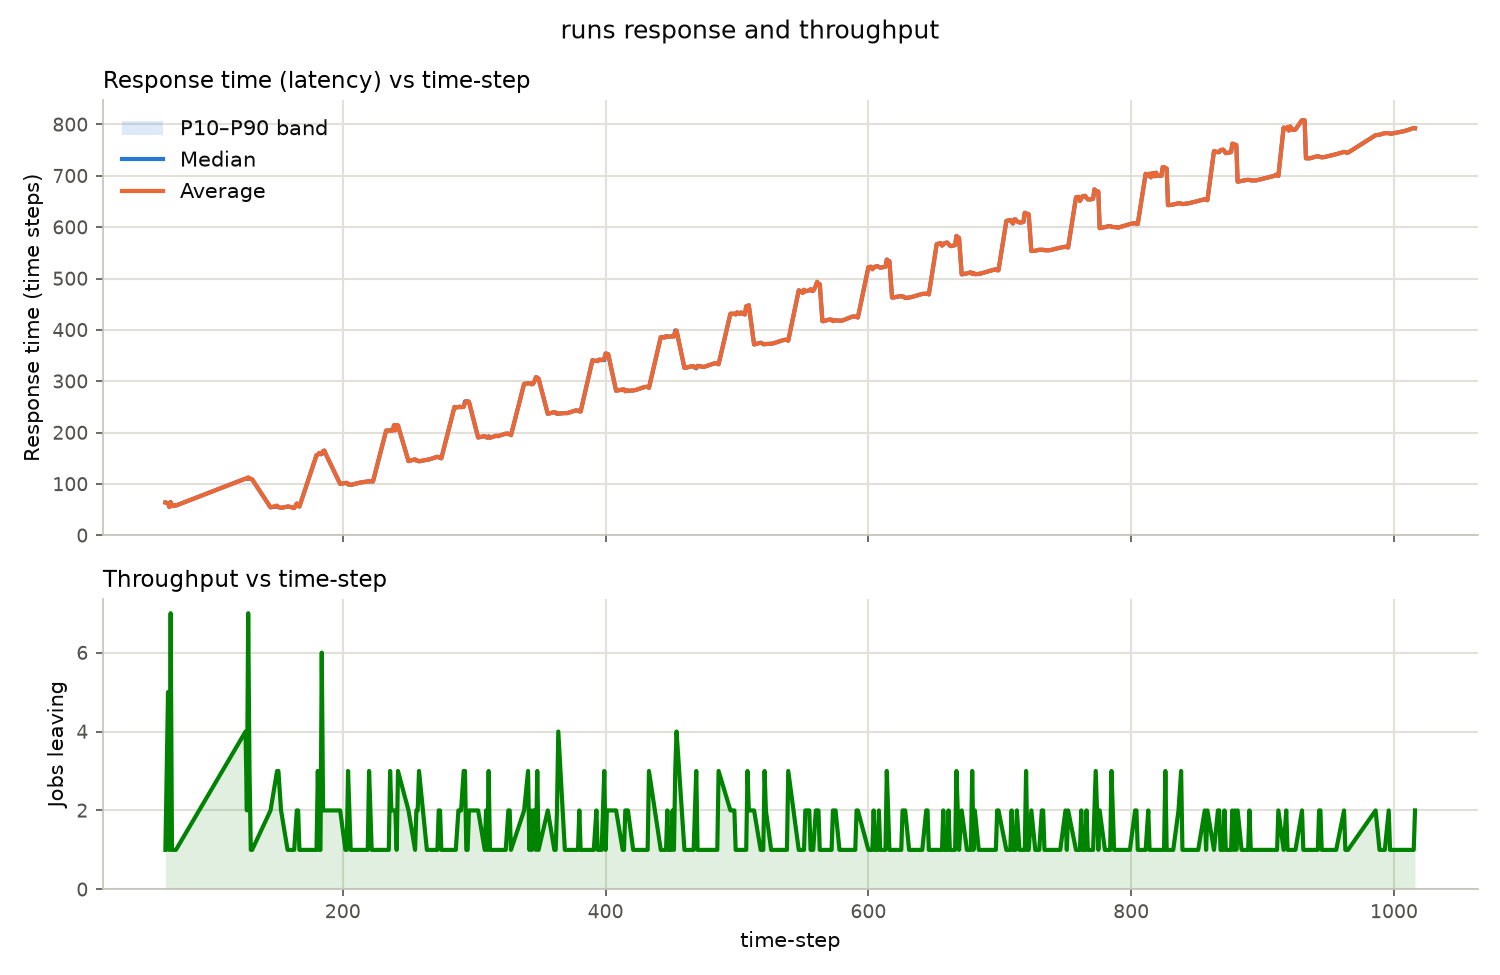 runs response and throughput
Response time (latency) vs time-step
P10–P90 band
Median
Average
Response time (time steps)
800
700
600
500
400
300
200
100
0
Throughput vs time-step
Jobs leaving
6
4
2
0
200
400
600
800
1000
time-step